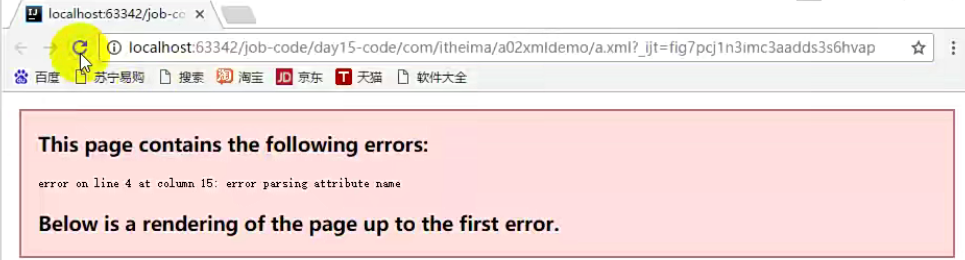 localhost:63342/job-co
localhost:63342/job-code/day15-code/com/itheima/a02xmldemo/a.xml?_ijt=fig7pcj1n3imc3aadds3s6hvap
百度 苏宁易购 搜索 淘宝 JD 京东 T 天猫 软件大全
This page contains the following errors:
error on line 4 at column 15: error parsing attribute name
Below is a rendering of the page up to the first error.